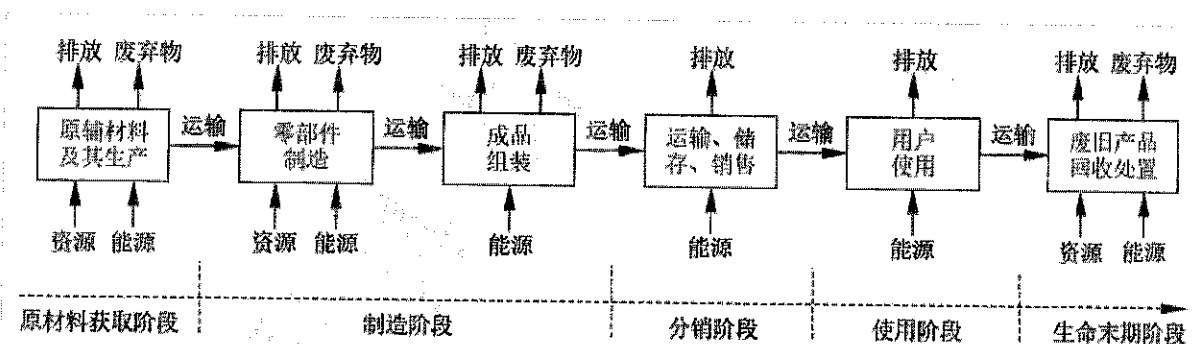 排放 废弃物 排放 废弃物 排放 废弃物 排放 排放 排放 废弃物
原辅材料
及其生产
运输
零部件
制造
运输
成品
组装
运输
运输、储
存、销售
运输
用户
使用
运输
废旧产品
回收处置
资源 能源 资源 能源 能源 能源 能源 资源 能源
原材料获取阶段 制造阶段 分销阶段 使用阶段 生命末期阶段